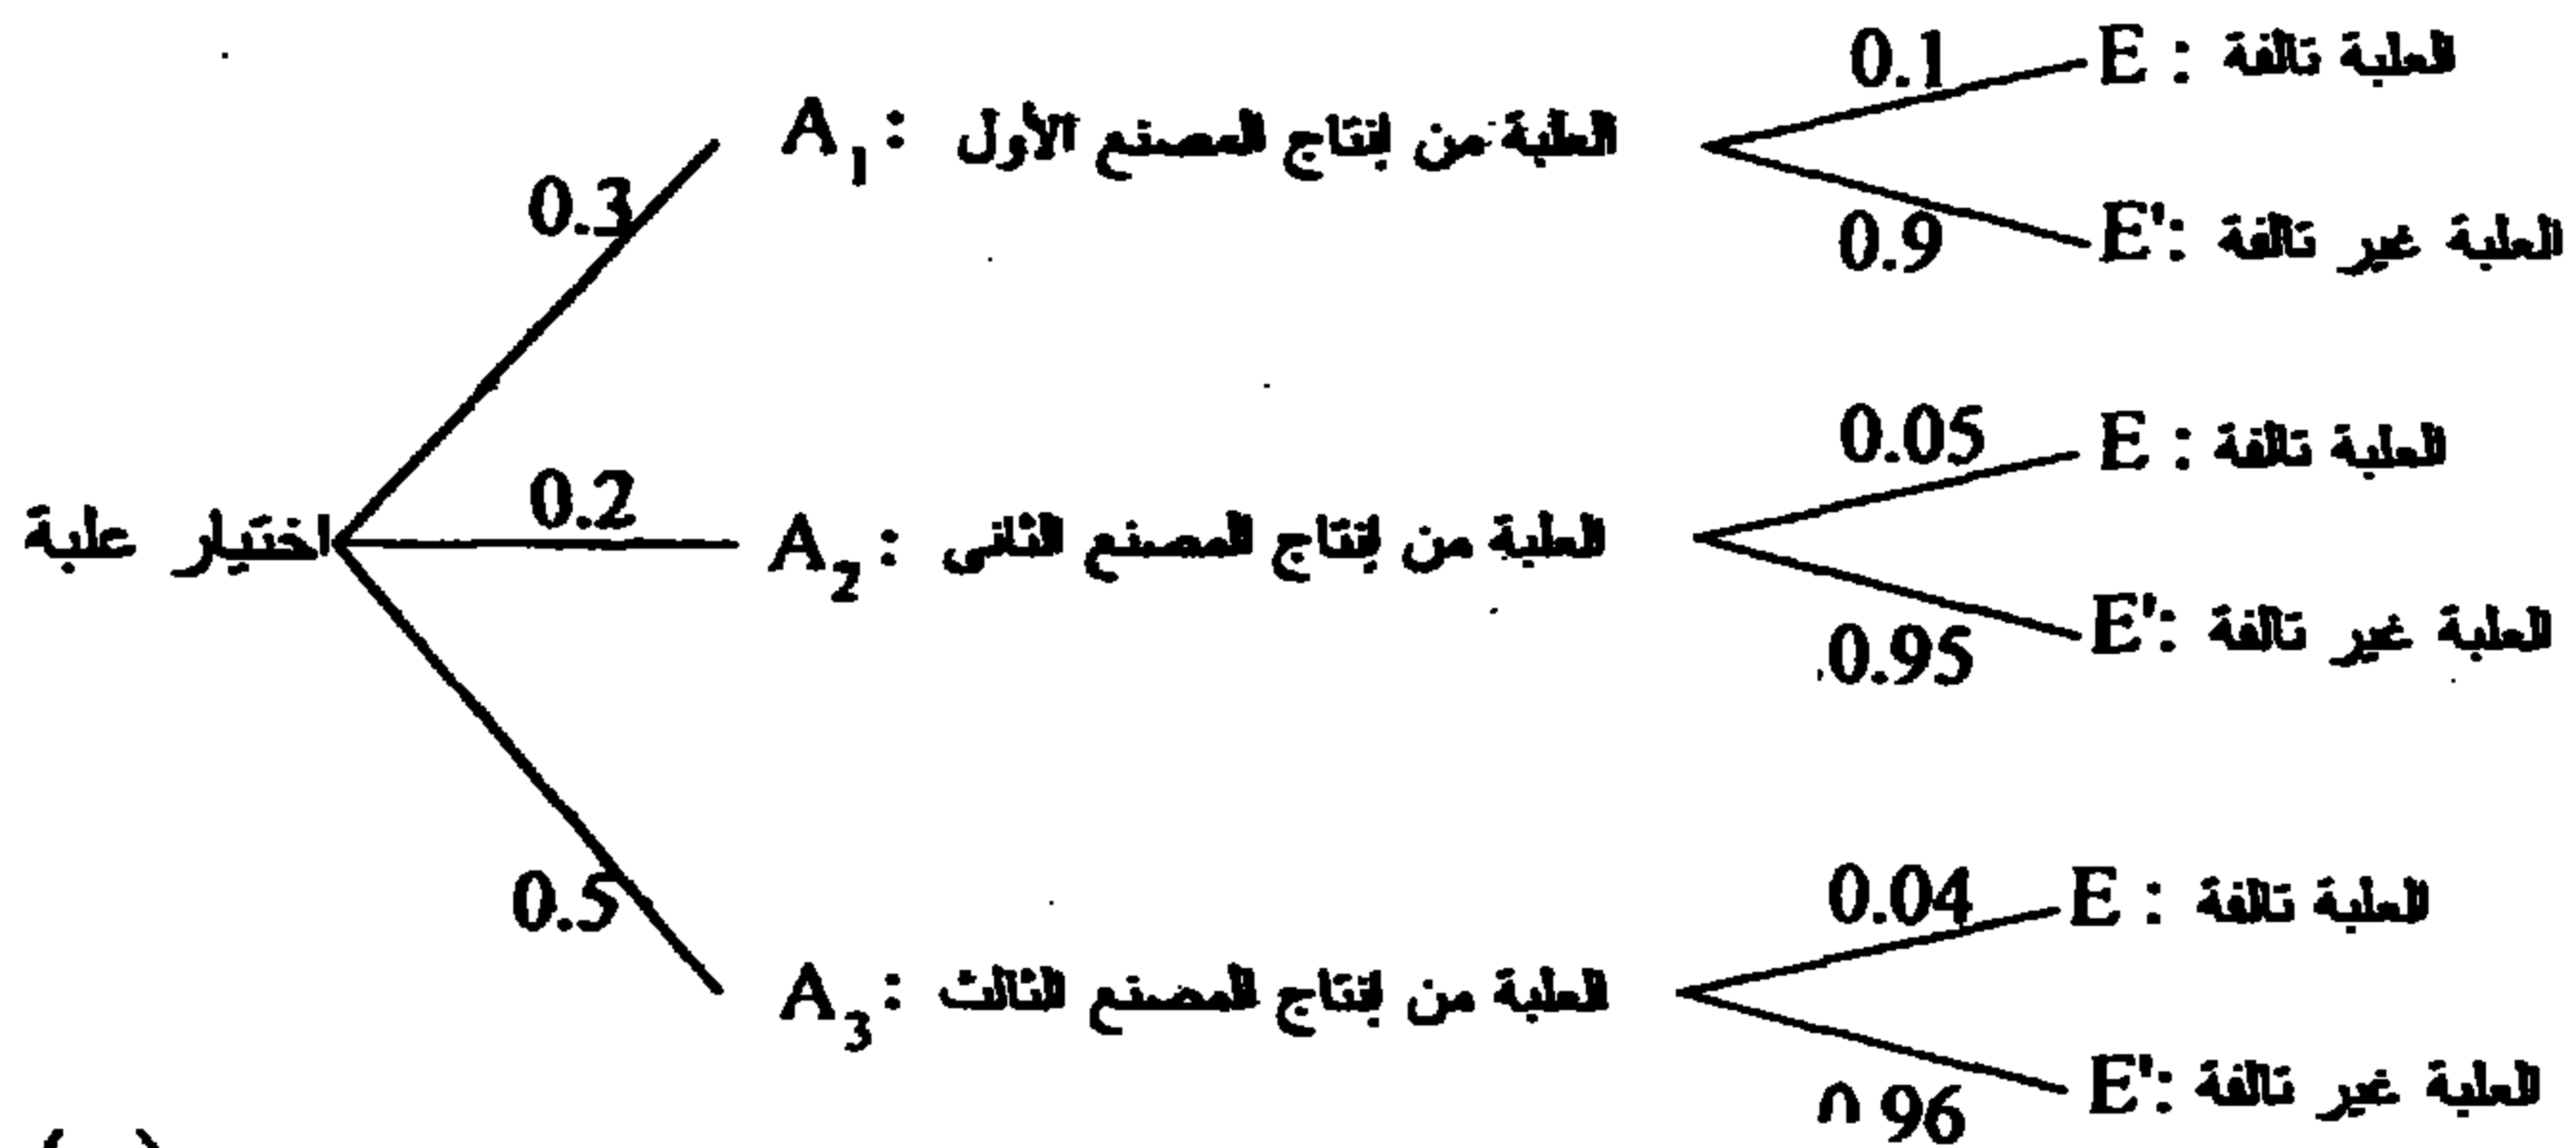 0.1 E : العلبة تالفة
0.3 A1 : العلبة من إنتاج المصنع الأول
0.9 E' : العلبة غير تالفة
0.05 E : العلبة تالفة
اختيار علبة 0.2 A2 : العلبة من إنتاج المصنع الثانى
0.95 E' : العلبة غير تالفة
0.04 E : العلبة تالفة
0.5 A3 : العلبة من إنتاج المصنع الثالث
96 E' : العلبة غير تالفة